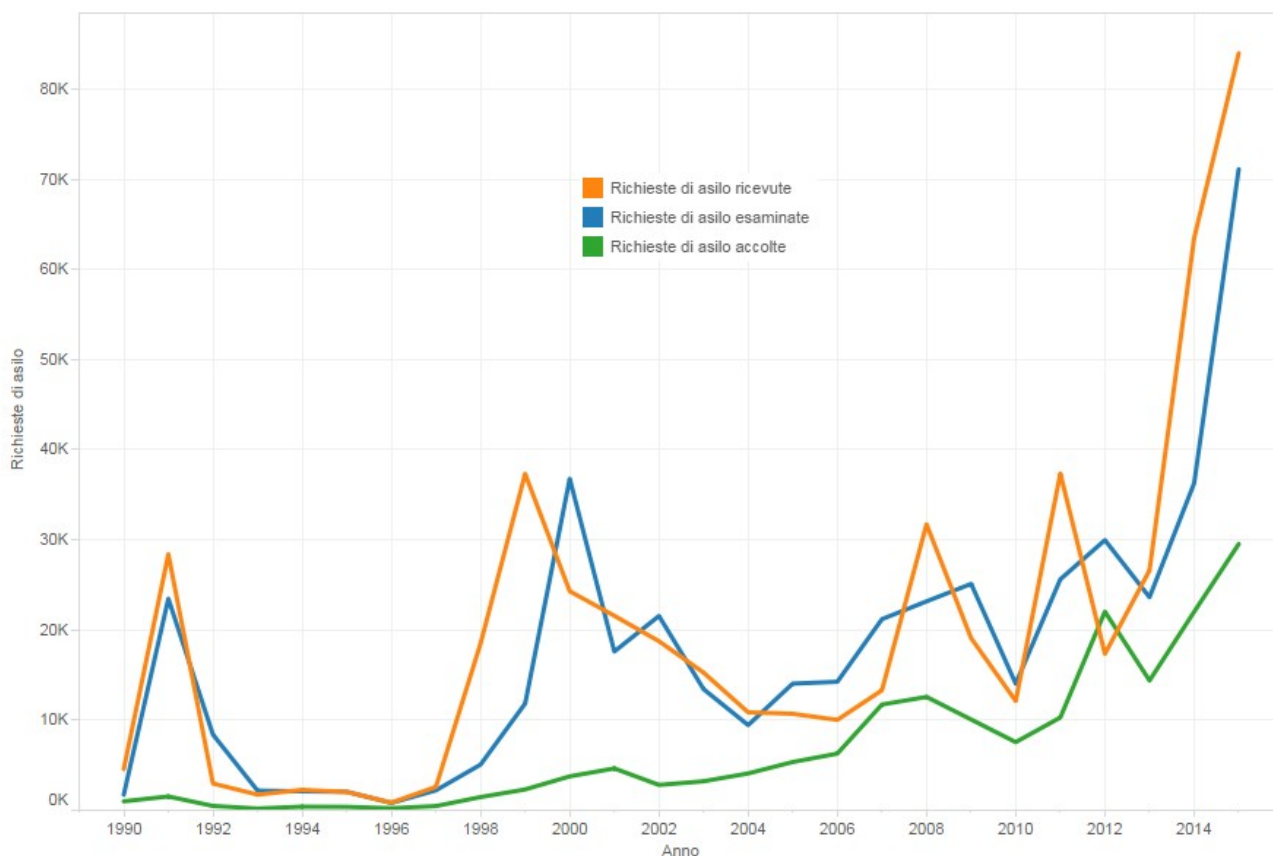 80K
70K
Richieste di asilo ricevute
Richieste di asilo esaminate
Richieste di asilo accolte
60K
50K
Richieste di asilo
40K
30K
20K
10K
0K
1990 1992 1994 1996 1998 2000 2002 2004 2006 2008 2010 2012 2014
Anno